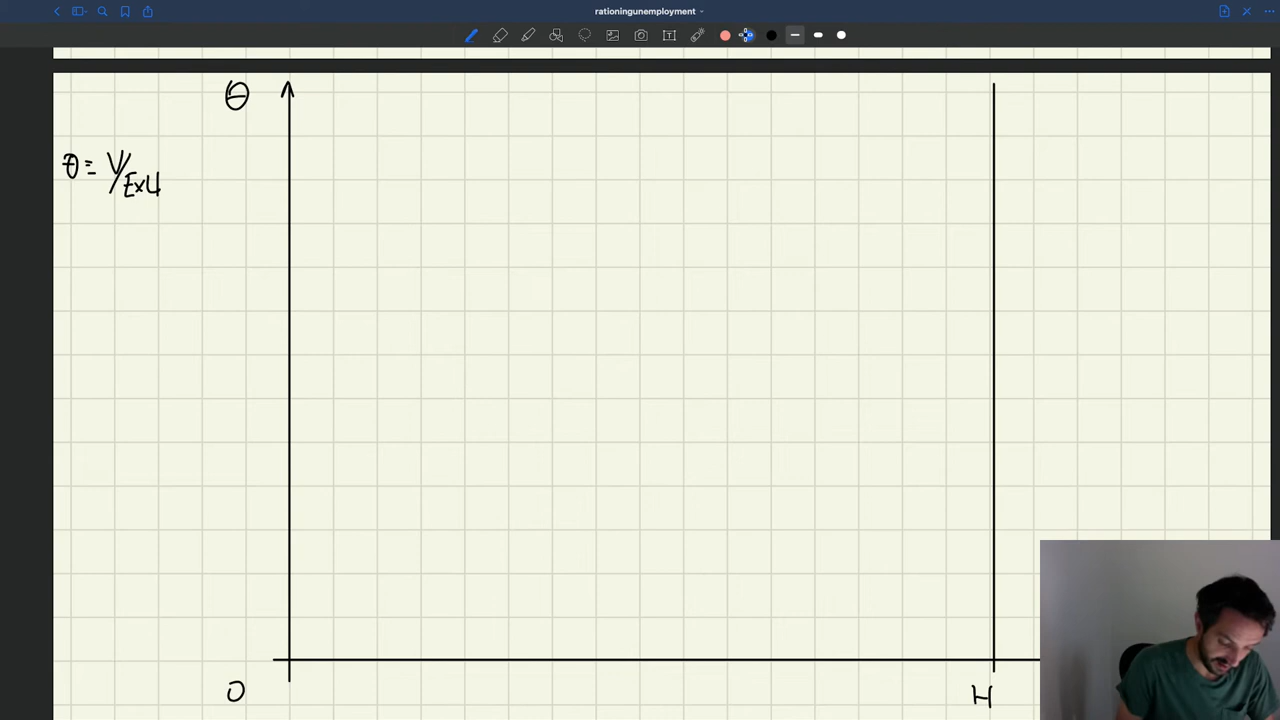 rationingunemployment
θ
θ = V/E×U
0
H